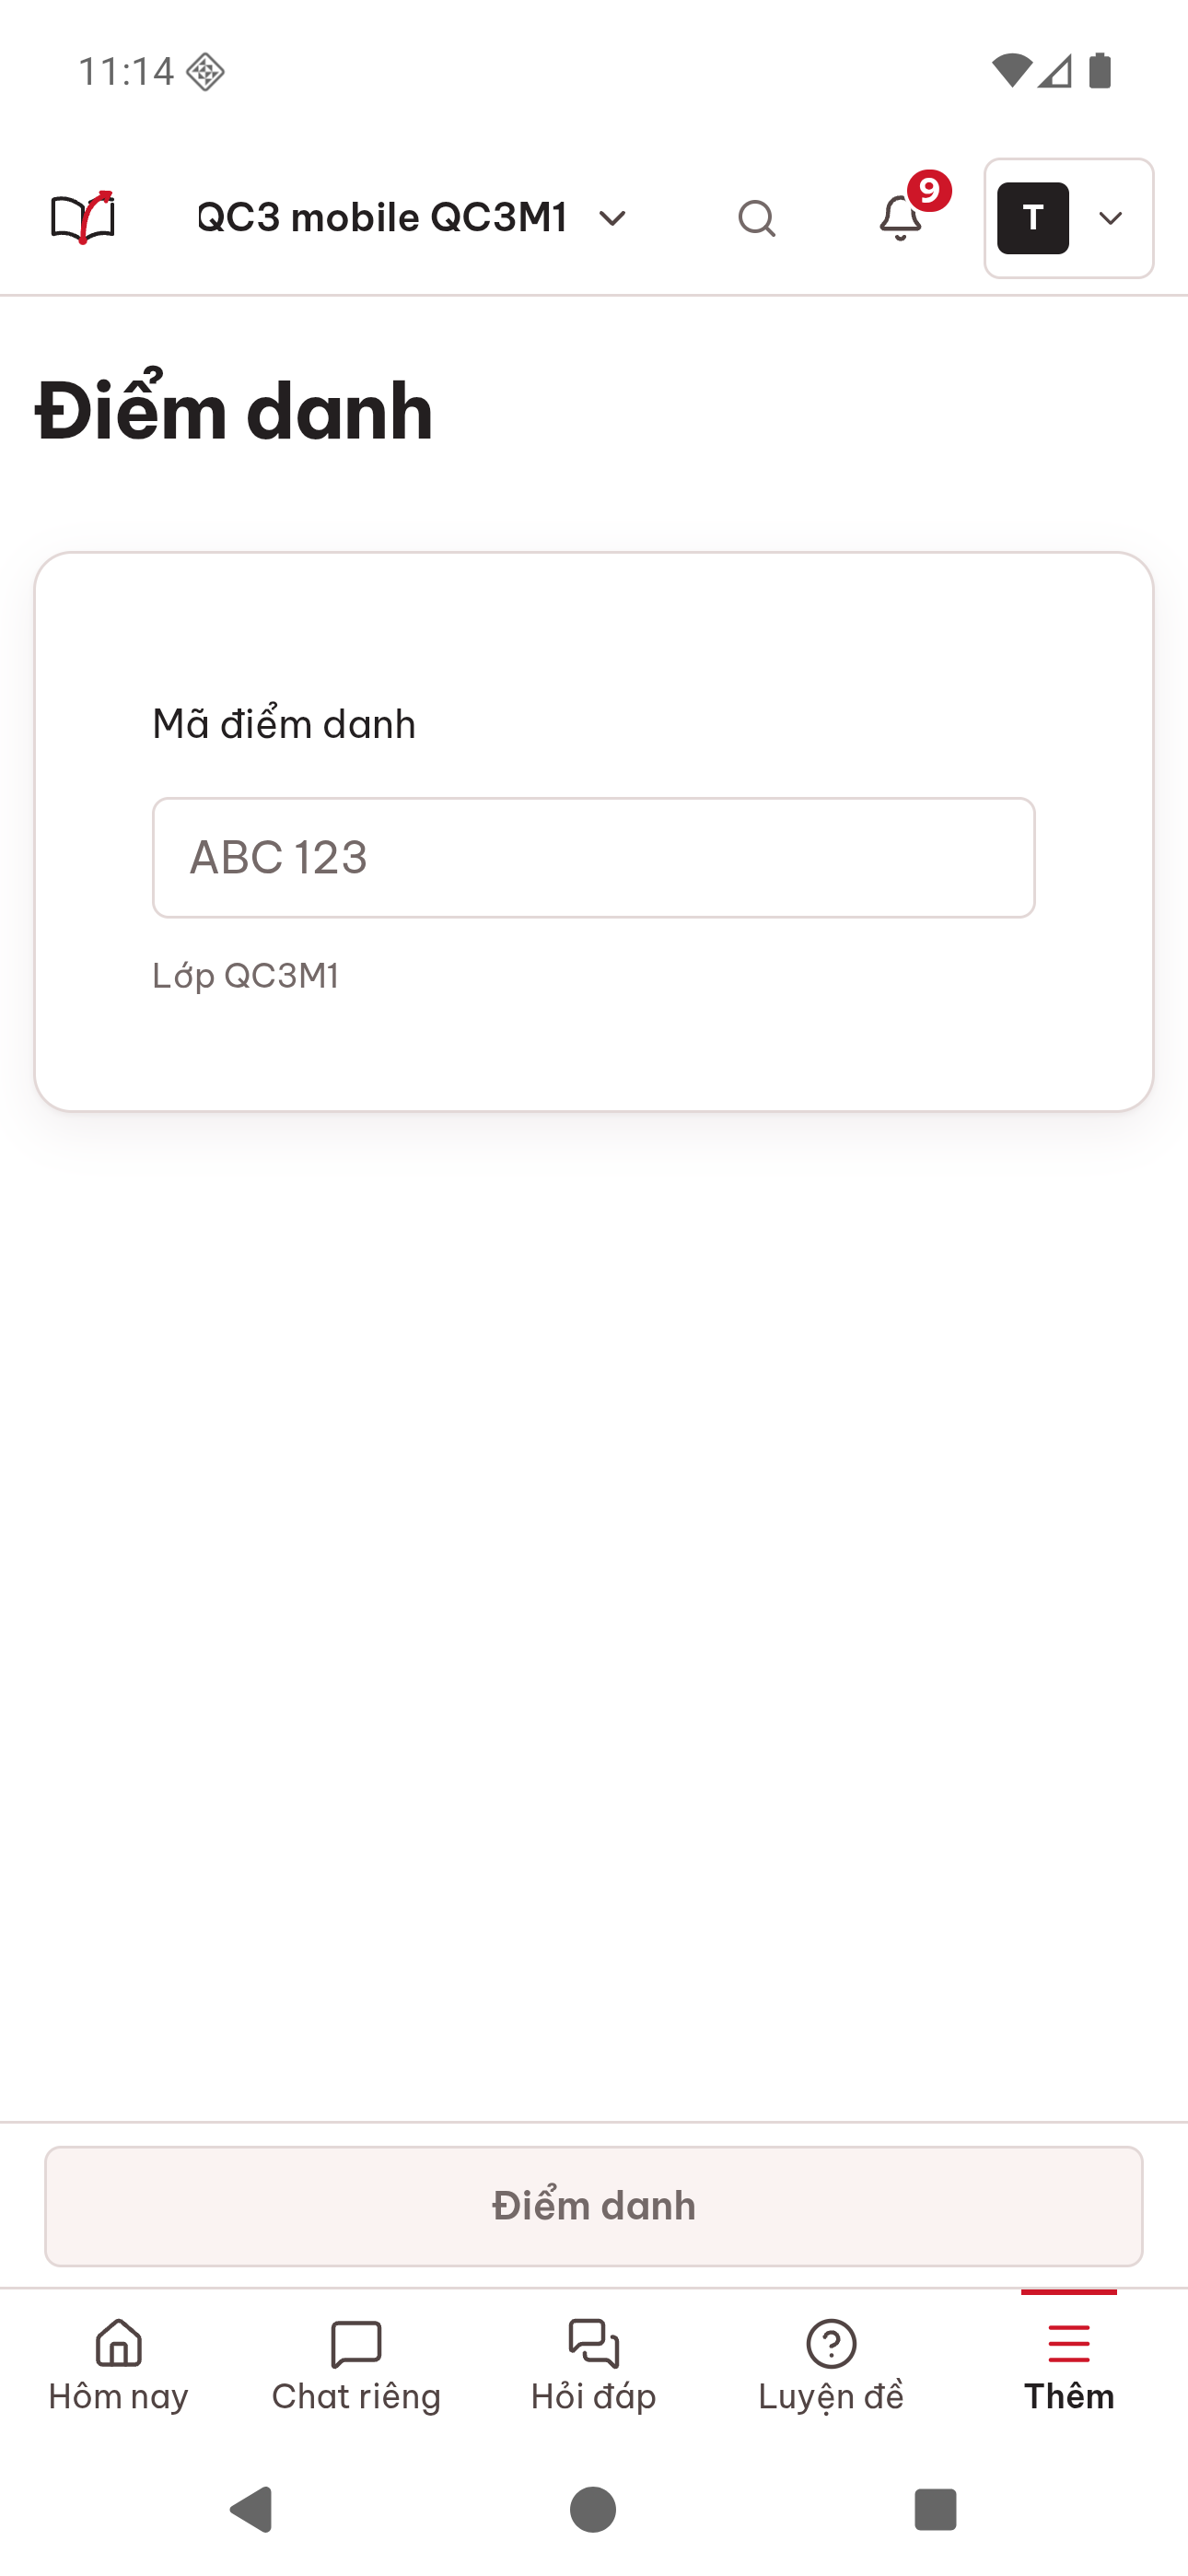 11:14
QC3 mobile QC3M1
9
T
Điểm danh
Mã điểm danh
ABC 123
Lớp QC3M1
Điểm danh
Hôm nay
Chat riêng
Hỏi đáp
Luyện đề
Thêm